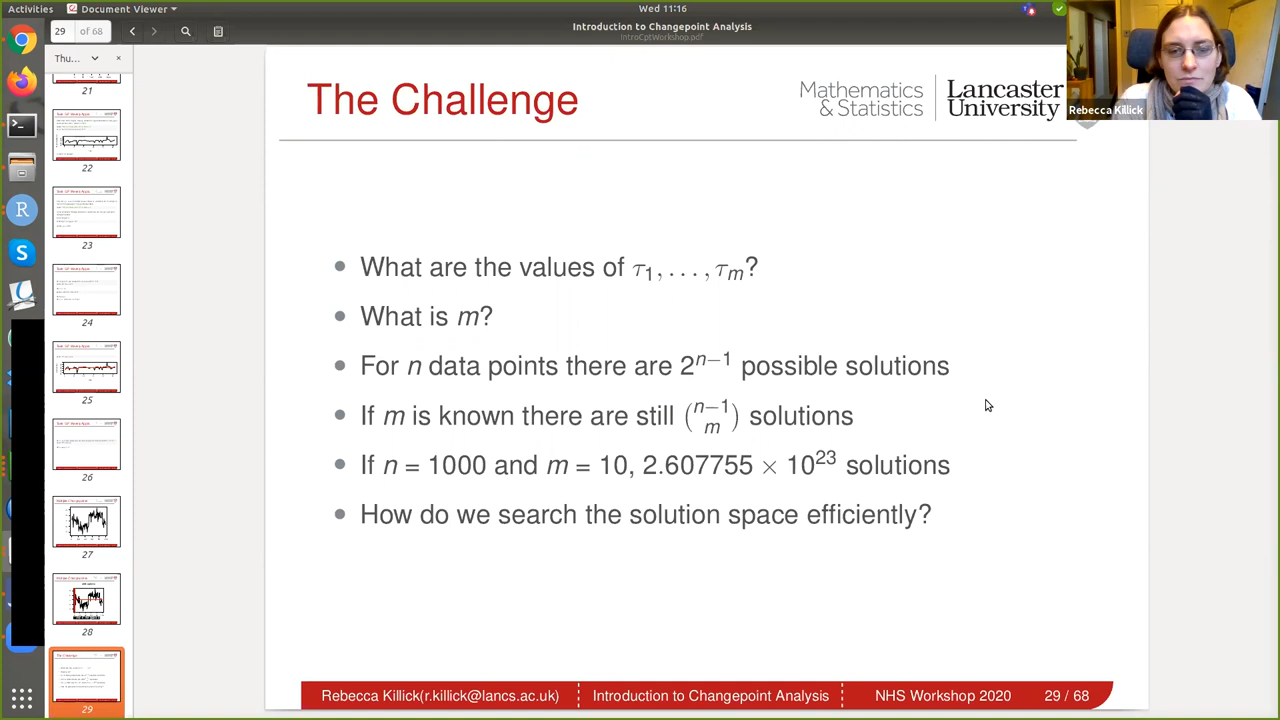 Activities
Document Viewer
Wed 11:16
29
of 68
Introduction to Changepoint Analysis
IntroCptWorkshop.pdf
Thu...
21
22
23
24
25
26
27
28
29
The Challenge
Mathematics
& Statistics
Lancaster
University
Rebecca Killick
• What are the values of τ₁, . . . , τₘ?
• What is m?
• For n data points there are 2ⁿ⁻¹ possible solutions
• If m is known there are still (n−1 m) solutions
• If n = 1000 and m = 10, 2.607755 × 10²³ solutions
• How do we search the solution space efficiently?
Rebecca Killick(r.killick@lancs.ac.uk)
Introduction to Changepoint Analysis
NHS Workshop 2020
29 / 68